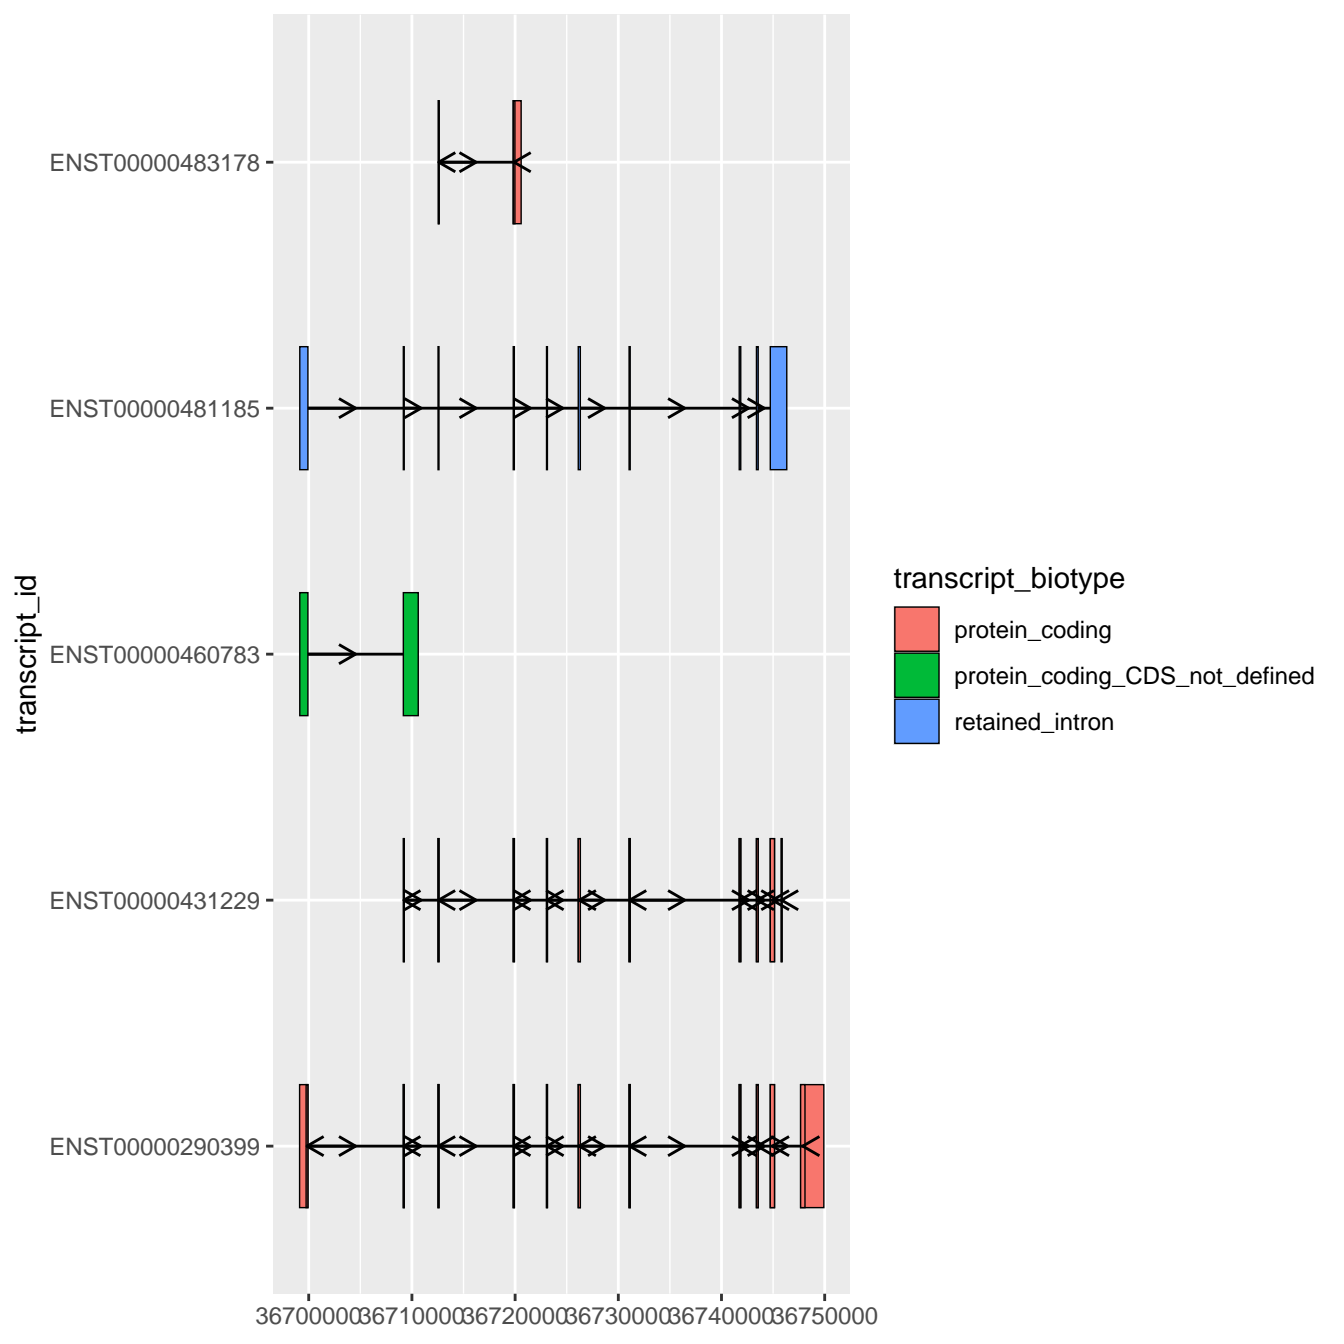 ENST00000483178
ENST00000481185
ENST00000460783
ENST00000431229
ENST00000290399
transcript_id
36700000
36710000
36720000
36730000
36740000
36750000
transcript_biotype
protein_coding
protein_coding_CDS_not_defined
retained_intron